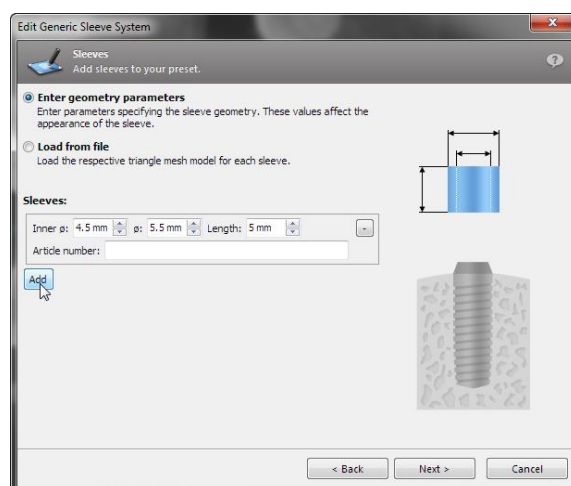 Edit Generic Sleeve System
Sleeves
Add sleeves to your preset.
Enter geometry parameters
Enter parameters specifying the sleeve geometry. These values affect the
appearance of the sleeve.
Load from file
Load the respective triangle mesh model for each sleeve.
Sleeves:
Inner ø: 4.5 mm ø: 5.5 mm Length: 5 mm -
Article number:
Add
< Back Next > Cancel